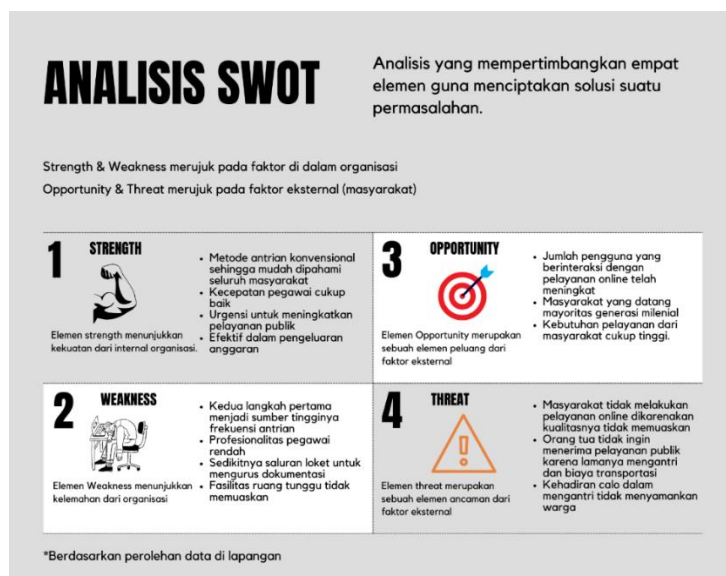 ANALISIS SWOT
Analisis yang mempertimbangkan empat
elemen guna menciptakan solusi suatu
permasalahan.
Strength & Weakness merujuk pada faktor di dalam organisasi
Opportunity & Threat merujuk pada faktor eksternal (masyarakat)
1
STRENGTH
Elemen strength menunjukkan
kekuatan dari internal organisasi.
• Metode antrian konvensional
sehingga mudah dipahami
seluruh masyarakat
• Kecepatan pegawai cukup
baik
• Urgensi untuk meningkatkan
pelayanan publik
• Efektif dalam pengeluaran
anggaran
2
WEAKNESS
Elemen Weakness menunjukkan
kelemahan dari organisasi
• Kedua langkah pertama
menjadi sumber tingginya
frekuensi antrian
• Profesionalitas pegawai
rendah
• Sedikitnya saluran loket untuk
mengurus dokumentasi
• Fasilitas ruang tunggu tidak
memuaskan
3
OPPORTUNITY
Elemen Opportunity merupakan
sebuah elemen peluang dari
faktor eksternal
• Jumlah pengguna yang
berinteraksi dengan
pelayanan online telah
meningkat
• Masyarakat yang datang
mayoritas generasi milenial
• Kebutuhan pelayanan dari
masyarakat cukup tinggi.
4
THREAT
Elemen threat merupakan
sebuah elemen ancaman dari
faktor eksternal
• Masyarakat tidak melakukan
pelayanan online dikarenakan
kualitasnya tidak memuaskan
• Orang tua tidak ingin
menerima pelayanan publik
karena lamanya mengantri
dan biaya transportasi
• Kehadiran calo dalam
mengantri tidak menyamankan
warga
*Berdasarkan perolehan data di lapangan